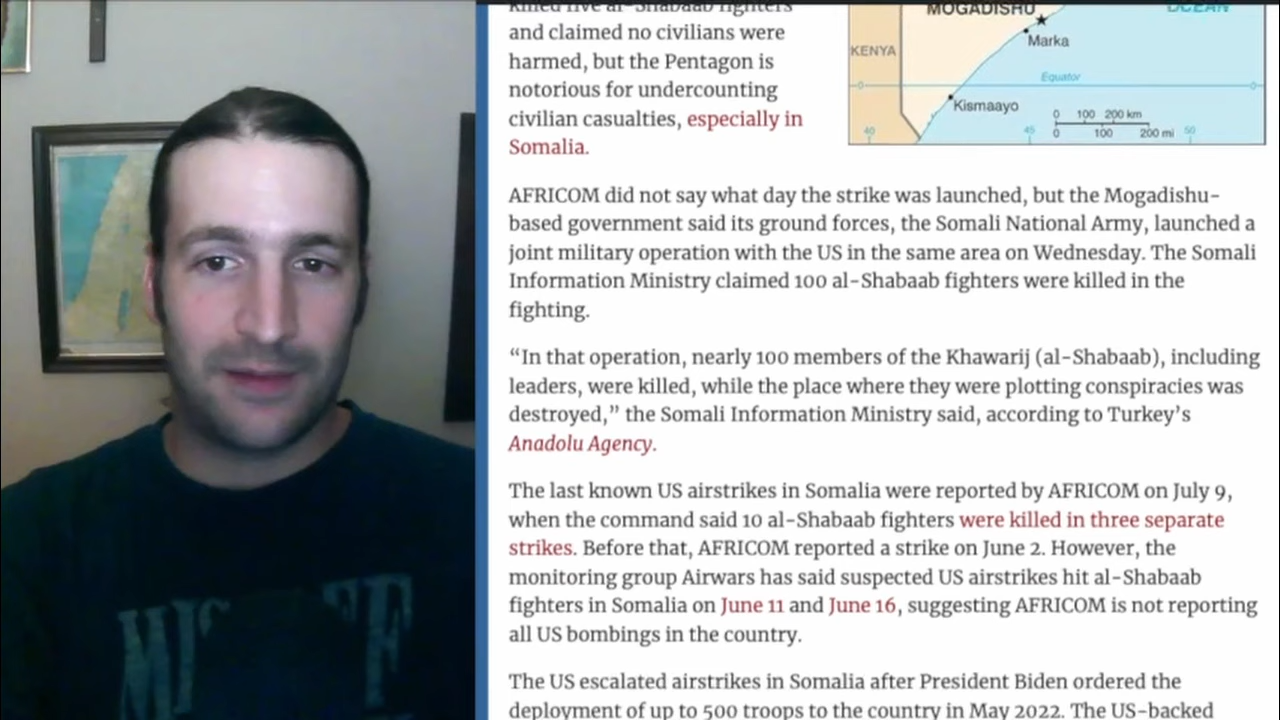 killed five al-Shabaab fighters
and claimed no civilians were
harmed, but the Pentagon is
notorious for undercounting
civilian casualties, especially in
Somalia.
MOGADISHU
OCEAN
Marka
KENYA
Equator
0
0
Kismaayo
0 100 200 km
0 100 200 mi
40
45
50
AFRICOM did not say what day the strike was launched, but the Mogadishu-
based government said its ground forces, the Somali National Army, launched a
joint military operation with the US in the same area on Wednesday. The Somali
Information Ministry claimed 100 al-Shabaab fighters were killed in the
fighting.
“In that operation, nearly 100 members of the Khawarij (al-Shabaab), including
leaders, were killed, while the place where they were plotting conspiracies was
destroyed,” the Somali Information Ministry said, according to Turkey’s
Anadolu Agency.
The last known US airstrikes in Somalia were reported by AFRICOM on July 9,
when the command said 10 al-Shabaab fighters were killed in three separate
strikes. Before that, AFRICOM reported a strike on June 2. However, the
monitoring group Airwars has said suspected US airstrikes hit al-Shabaab
fighters in Somalia on June 11 and June 16, suggesting AFRICOM is not reporting
all US bombings in the country.
The US escalated airstrikes in Somalia after President Biden ordered the
deployment of up to 500 troops to the country in May 2022. The US-backed